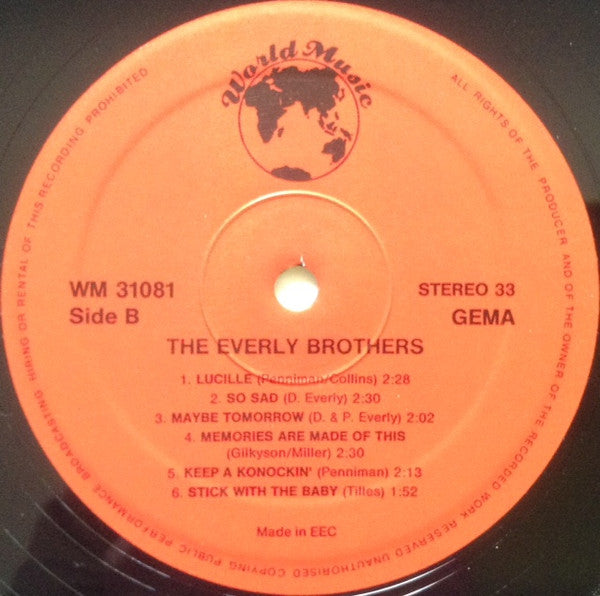 World Music
WM 31081
Side B
STEREO 33
GEMA
THE EVERLY BROTHERS
1. LUCILLE (Penniman/Collins) 2:28
2. SO SAD (D. Everly) 2:30
3. MAYBE TOMORROW (D. & P. Everly) 2:02
4. MEMORIES ARE MADE OF THIS
(Gilkyson/Miller) 2:30
5. KEEP A KONOCKIN' (Penniman) 2:13
6. STICK WITH THE BABY (Tilles) 1:52
Made in EEC
ALL RIGHTS OF THE PRODUCER AND OF THE OWNER OF THE RECORDED WORK RESERVED UNAUTHORISED COPYING PUBLIC PERFORMANCE BROADCASTING HIRING OR RENTAL OF THIS RECORDING PROHIBITED